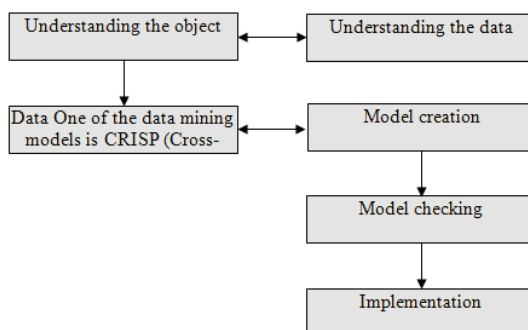 Understanding the object
Understanding the data
Data One of the data mining
models is CRISP (Cross-
Model creation
Model checking
Implementation